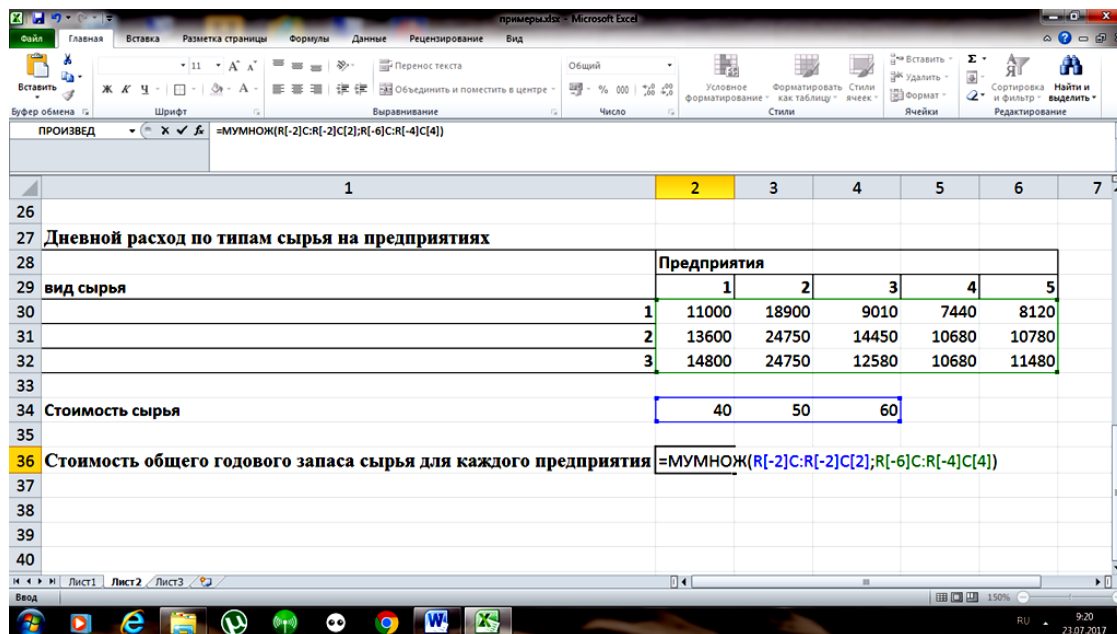 примеры.xlsx - Microsoft Excel
Файл Главная Вставка Разметка страницы Формулы Данные Рецензирование Вид
Вставить
Буфер обмена
11
Ж К Ч
Шрифт
Перенос текста
Объединить и поместить в центре
Выравнивание
Общий
% 000
Число
Условное форматирование
Форматировать как таблицу
Стили ячеек
Стили
Вставить
Удалить
Формат
Ячейки
Σ
Сортировка и фильтр
Найти и выделить
Редактирование
ПРОИЗВЕД fx =МУМНОЖ(R[-2]C:R[-2]C[2];R[-6]C:R[-4]C[4])
1 2 3 4 5 6 7
26
27 Дневной расход по типам сырья на предприятиях
28 Предприятия
29 вид сырья 1 2 3 4 5
30 1 11000 18900 9010 7440 8120
31 2 13600 24750 14450 10680 10780
32 3 14800 24750 12580 10680 11480
33
34 Стоимость сырья 40 50 60
35
36 Стоимость общего годового запаса сырья для каждого предприятия =МУМНОЖ(R[-2]C:R[-2]C[2];R[-6]C:R[-4]C[4])
37
38
39
40
Лист1 Лист2 Лист3
Ввод 150%
RU 9:20
23.07.2017